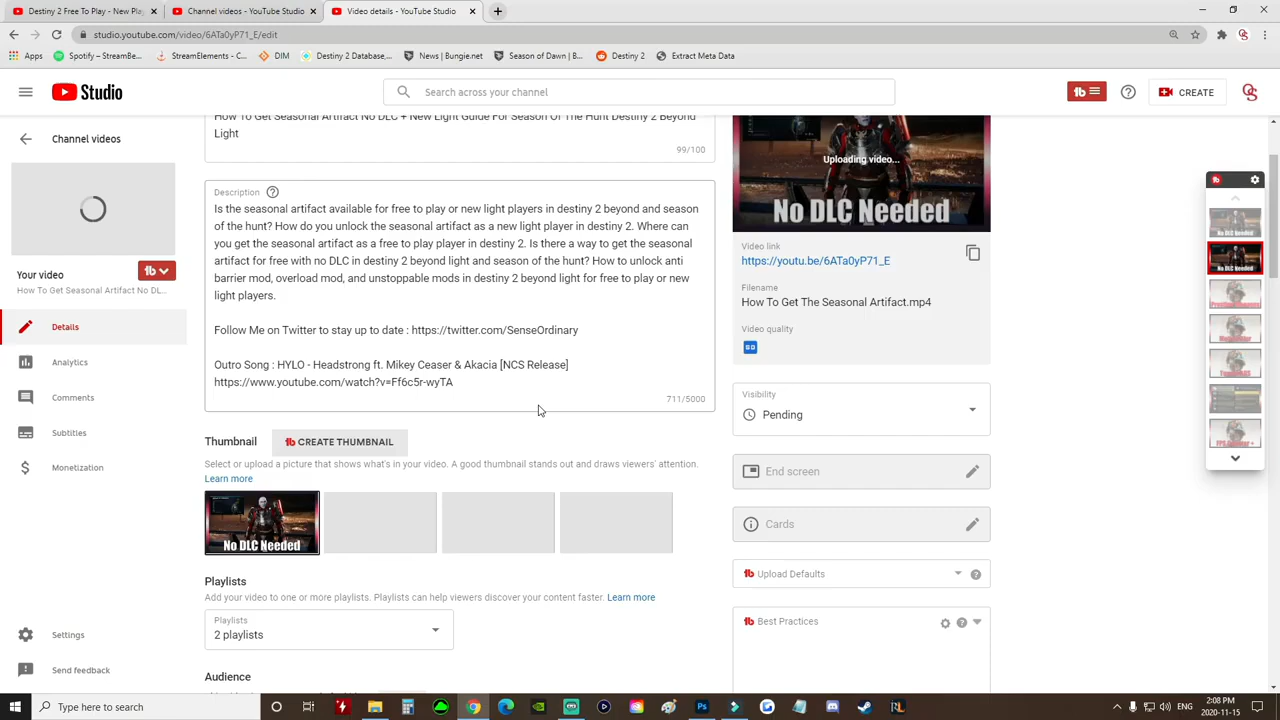 Destiny 2 Free To Play - New Play
Channel videos - YouTube Studio
Video details - YouTube Studio
studio.youtube.com/video/6ATa0yP71_E/edit
Apps
Spotify – StreamBe...
StreamElements - C...
DIM
Destiny 2 Database,...
News | Bungie.net
Season of Dawn | B...
Destiny 2
Extract Meta Data
Studio
Search across your channel
CREATE
Channel videos
Your video
How To Get Seasonal Artifact No DL...
Details
Analytics
Comments
Subtitles
Monetization
Settings
Send feedback
How To Get Seasonal Artifact No DLC + New Light Guide For Season Of The Hunt Destiny 2 Beyond
Light
99/100
Description
Is the seasonal artifact available for free to play or new light players in destiny 2 beyond and season
of the hunt? How do you unlock the seasonal artifact as a new light player in destiny 2. Where can
you get the seasonal artifact as a free to play player in destiny 2. Is there a way to get the seasonal
artifact for free with no DLC in destiny 2 beyond light and season of the hunt? How to unlock anti
barrier mod, overload mod, and unstoppable mods in destiny 2 beyond light for free to play or new
light players.
Follow Me on Twitter to stay up to date : https://twitter.com/SenseOrdinary
Outro Song : HYLO - Headstrong ft. Mikey Ceaser & Akacia [NCS Release]
https://www.youtube.com/watch?v=Ff6c5r-wyTA
711/5000
Thumbnail
CREATE THUMBNAIL
Select or upload a picture that shows what's in your video. A good thumbnail stands out and draws viewers' attention.
Learn more
No DLC Needed
Playlists
Add your video to one or more playlists. Playlists can help viewers discover your content faster. Learn more
Playlists
2 playlists
Audience
Uploading video...
No DLC Needed
Video link
https://youtu.be/6ATa0yP71_E
Filename
How To Get The Seasonal Artifact.mp4
Video quality
SD
Visibility
Pending
End screen
Cards
Upload Defaults
Best Practices
No DLC Needed
No DLC Needed
Type here to search
2:08 PM
2020-11-15